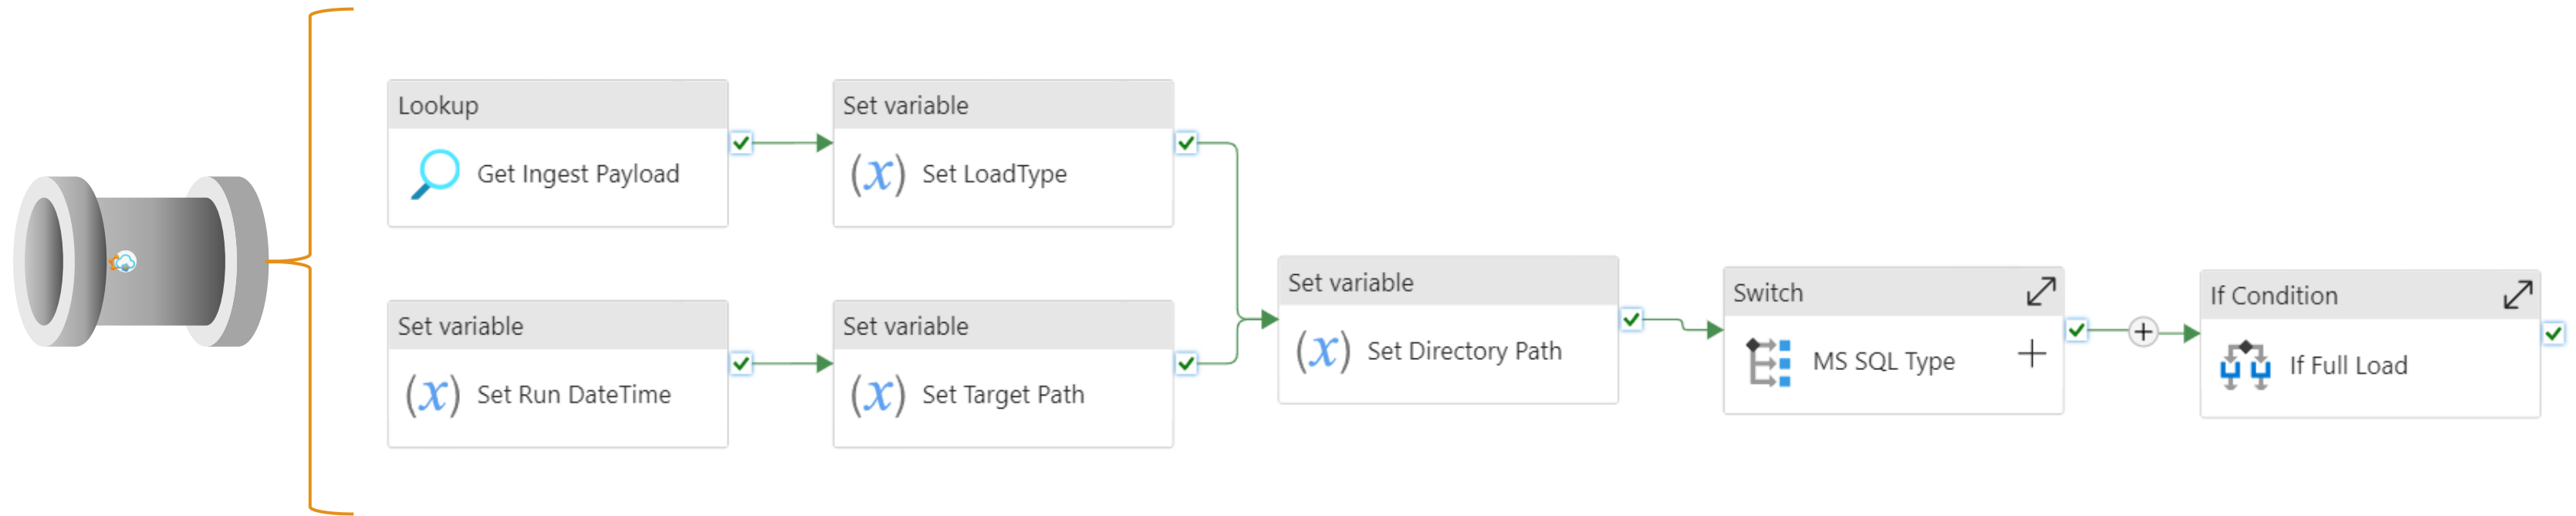 Lookup
Get Ingest Payload
Set variable
(x) Set LoadType
Set variable
(x) Set Run DateTime
Set variable
(x) Set Target Path
Set variable
(x) Set Directory Path
Switch
MS SQL Type
If Condition
If Full Load